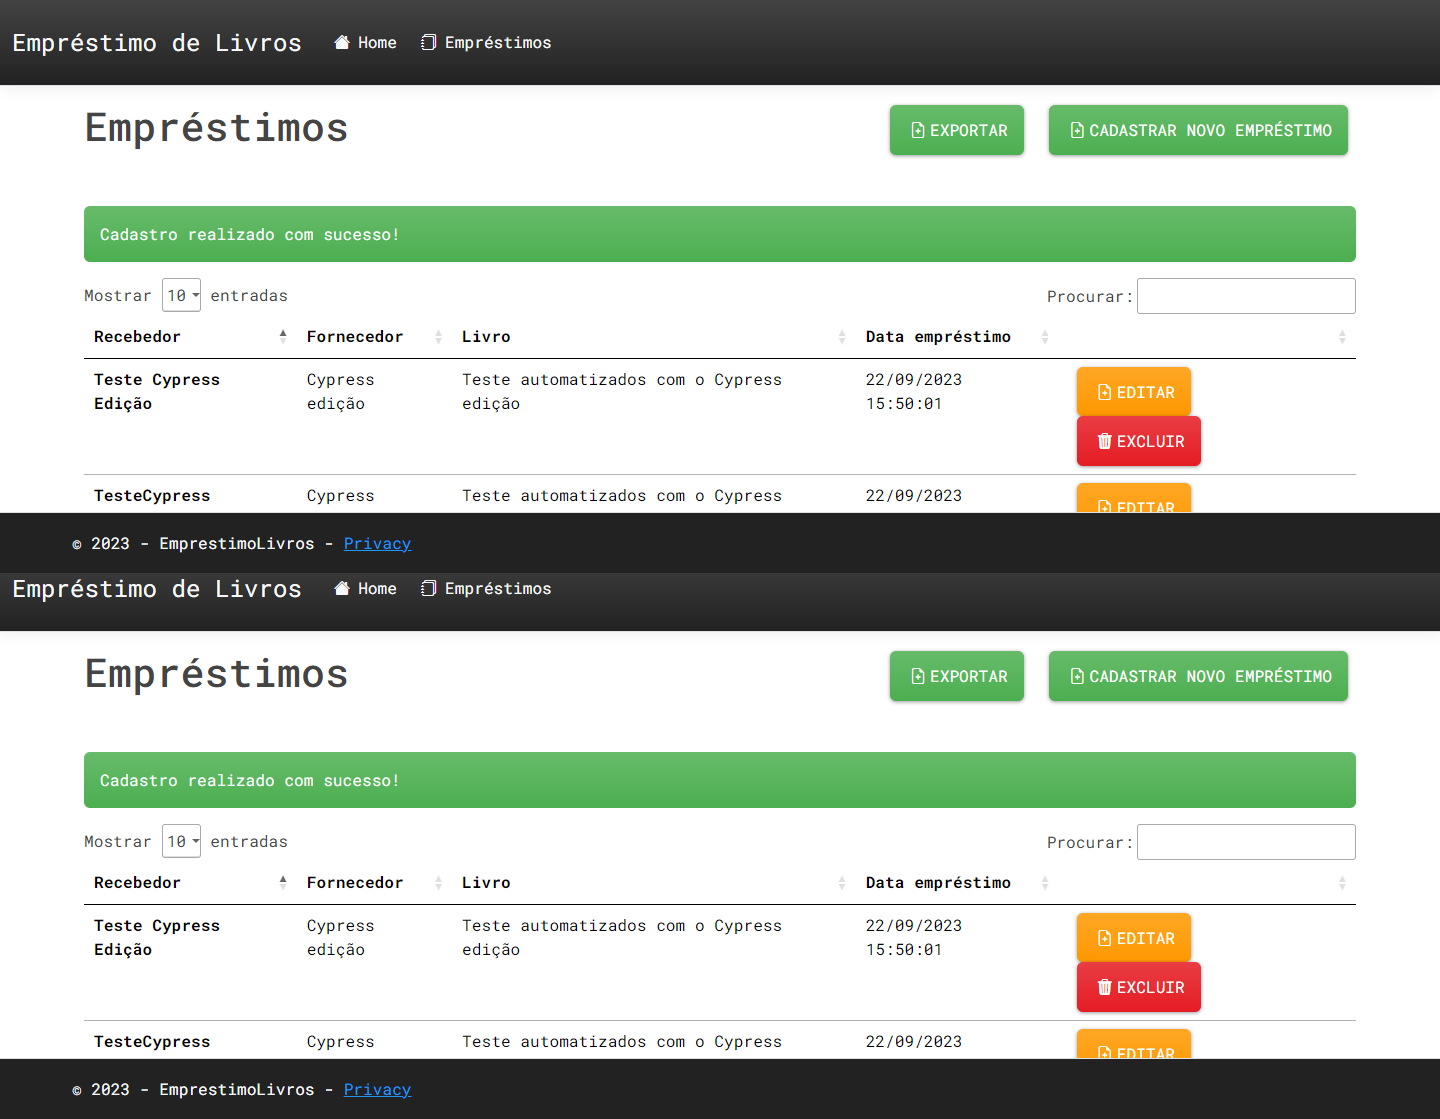 Empréstimo de Livros Home Empréstimos
Empréstimos EXPORTAR CADASTRAR NOVO EMPRÉSTIMO
Cadastro realizado com sucesso!
Mostrar 10 entradas Procurar:
Recebedor Fornecedor Livro Data empréstimo
Teste Cypress Cypress Teste automatizados com o Cypress 22/09/2023 EDITAR
Edição edição edição 15:50:01
EXCLUIR
TesteCypress Cypress Teste automatizados com o Cypress 22/09/2023 EDITAR
© 2023 - EmprestimoLivros - Privacy
Empréstimo de Livros Home Empréstimos
Empréstimos EXPORTAR CADASTRAR NOVO EMPRÉSTIMO
Cadastro realizado com sucesso!
Mostrar 10 entradas Procurar:
Recebedor Fornecedor Livro Data empréstimo
Teste Cypress Cypress Teste automatizados com o Cypress 22/09/2023 EDITAR
Edição edição edição 15:50:01
EXCLUIR
TesteCypress Cypress Teste automatizados com o Cypress 22/09/2023 EDITAR
© 2023 - EmprestimoLivros - Privacy